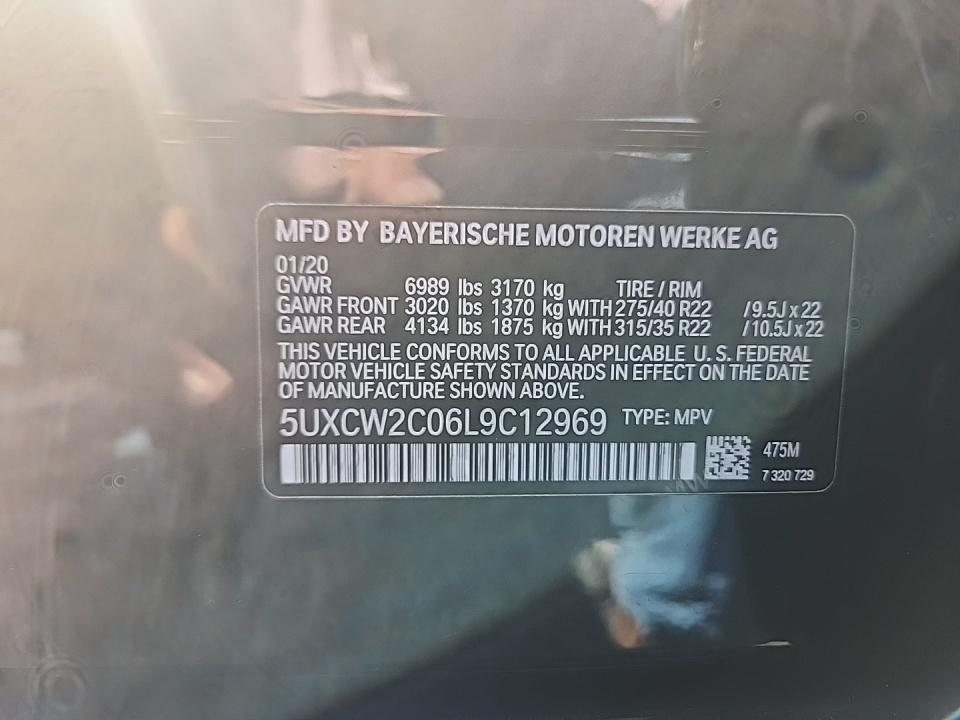 MFD BY BAYERISCHE MOTOREN WERKE AG
01/20
GVWR 6989 lbs 3170 kg TIRE / RIM
GAWR FRONT 3020 lbs 1370 kg WITH 275/40 R22 / 9.5J x 22
GAWR REAR 4134 lbs 1875 kg WITH 315/35 R22 / 10.5J x 22
THIS VEHICLE CONFORMS TO ALL APPLICABLE U. S. FEDERAL
MOTOR VEHICLE SAFETY STANDARDS IN EFFECT ON THE DATE
OF MANUFACTURE SHOWN ABOVE.
5UXCW2C06L9C12969 TYPE: MPV
475M
7 320 729